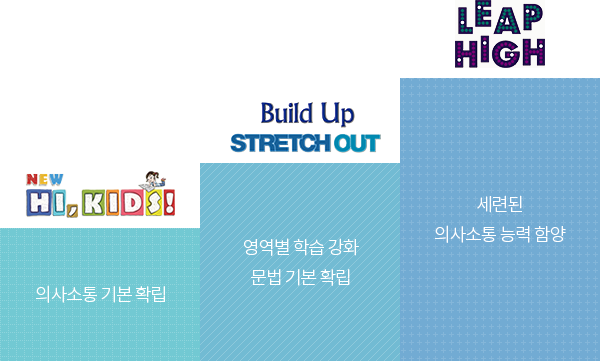 NEW
HI, KIDS!
의사소통 기본 확립
Build Up
STRETCH OUT
영역별 학습 강화
문법 기본 확립
LEAP
HIGH
세련된
의사소통 능력 함양